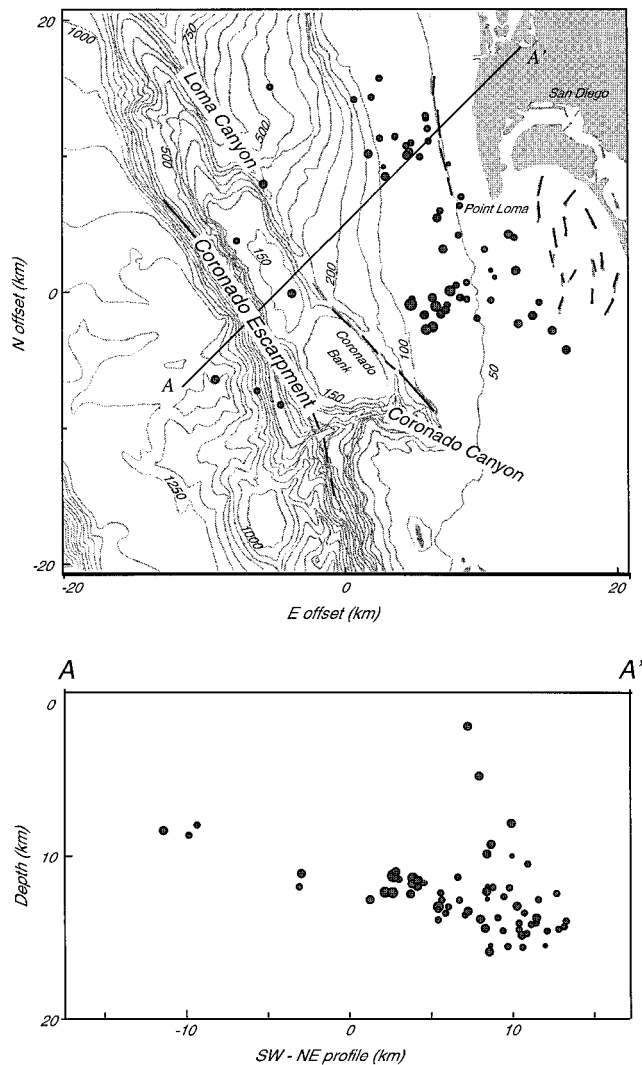 20
1000
750
A'
San Diego
Loma Canyon
500
500
Point Loma
N offset (km)
150
200
0
Coronado Escarpment
Coronado
Bank
100
50
A
150
Coronado Canyon
1250
1000
-20
-20
0
20
E offset (km)
A
A'
0
Depth (km)
10
20
-10
0
10
SW - NE profile (km)